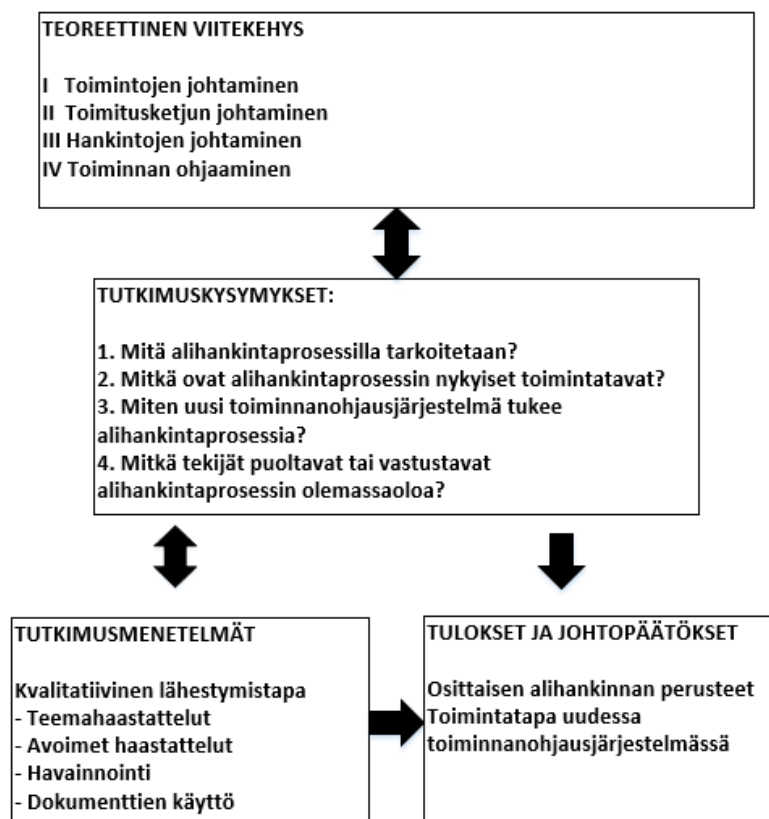 TEOREETTINEN VIITEKEHYS
I Toimintojen johtaminen
II Toimitusketjun johtaminen
III Hankintojen johtaminen
IV Toiminnan ohjaaminen
TUTKIMUSKYSYMYKSET:
1. Mitä alihankintaprosessilla tarkoitetaan?
2. Mitkä ovat alihankintaprosessin nykyiset toimintatavat?
3. Miten uusi toiminnanohjausjärjestelmä tukee
alihankintaprosessia?
4. Mitkä tekijät puoltavat tai vastustavat
alihankintaprosessin olemassaoloa?
TUTKIMUSMENETELMÄT
Kvalitatiivinen lähestymistapa
- Teemahaastattelut
- Avoimet haastattelut
- Havainnointi
- Dokumenttien käyttö
TULOKSET JA JOHTOPÄÄTÖKSET
Osittaisen alihankinnan perusteet
Toimintatapa uudessa
toiminnanohjausjärjestelmässä